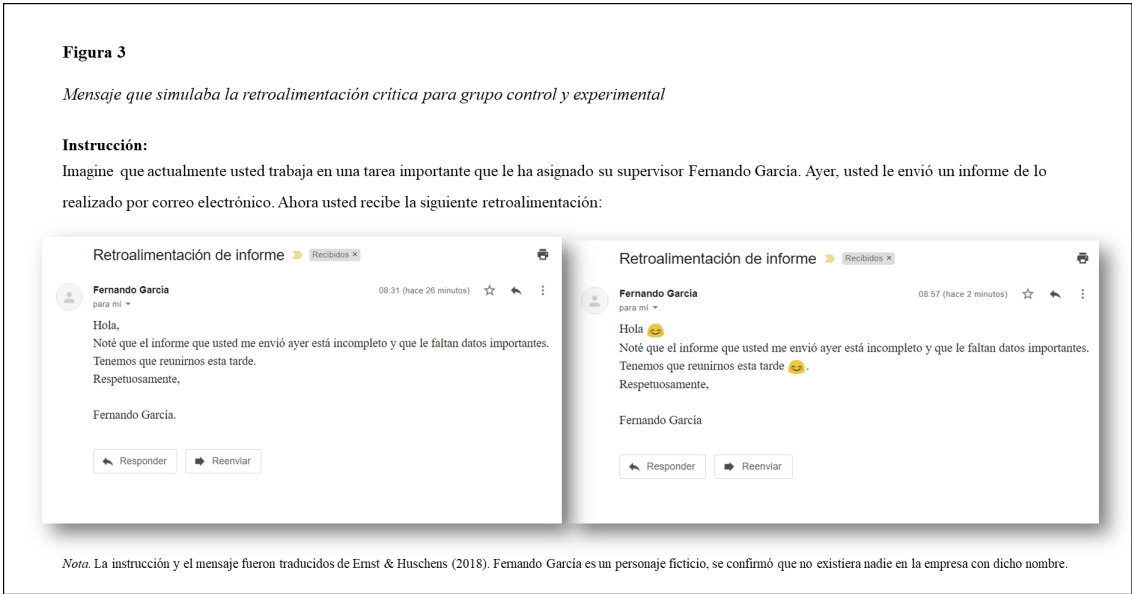 Figura 3
Mensaje que simulaba la retroalimentación crítica para grupo control y experimental
Instrucción:
Imagine que actualmente usted trabaja en una tarea importante que le ha asignado su supervisor Fernando García. Ayer, usted le envió un informe de lo
realizado por correo electrónico. Ahora usted recibe la siguiente retroalimentación:
Retroalimentación de informe Recibidos ×
Fernando Garcia 08:31 (hace 26 minutos)
para mí
Hola,
Noté que el informe que usted me envió ayer está incompleto y que le faltan datos importantes.
Tenemos que reunirnos esta tarde.
Respetuosamente,
Fernando García.
Responder Reenviar
Retroalimentación de informe Recibidos ×
Fernando Garcia 08:57 (hace 2 minutos)
para mí
Hola 😊
Noté que el informe que usted me envió ayer está incompleto y que le faltan datos importantes.
Tenemos que reunirnos esta tarde 😊.
Respetuosamente,
Fernando García
Responder Reenviar
Nota. La instrucción y el mensaje fueron traducidos de Ernst & Huschens (2018). Fernando García es un personaje ficticio, se confirmó que no existiera nadie en la empresa con dicho nombre.